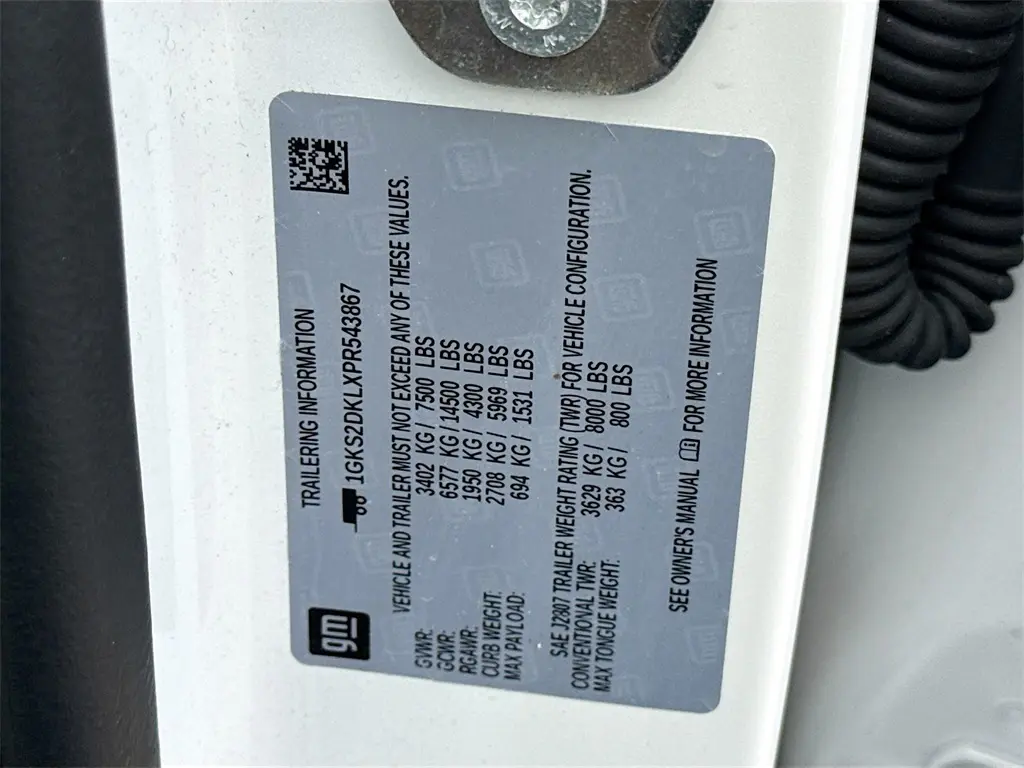 gm
TRAILERING INFORMATION
1GKS2DKLXPR543867
VEHICLE AND TRAILER MUST NOT EXCEED ANY OF THESE VALUES.
GVWR: 3402 KG/ 7500 LBS
GCWR: 6577 KG/14500 LBS
RGAWR: 1950 KG/ 4300 LBS
CURB WEIGHT: 2708 KG/ 5969 LBS
MAX PAYLOAD: 694 KG/ 1531 LBS
SAE J2807 TRAILER WEIGHT RATING (TWR) FOR VEHICLE CONFIGURATION.
CONVENTIONAL TWR: 3629 KG/ 8000 LBS
MAX TONGUE WEIGHT: 363 KG/ 800 LBS
SEE OWNER'S MANUAL FOR MORE INFORMATION